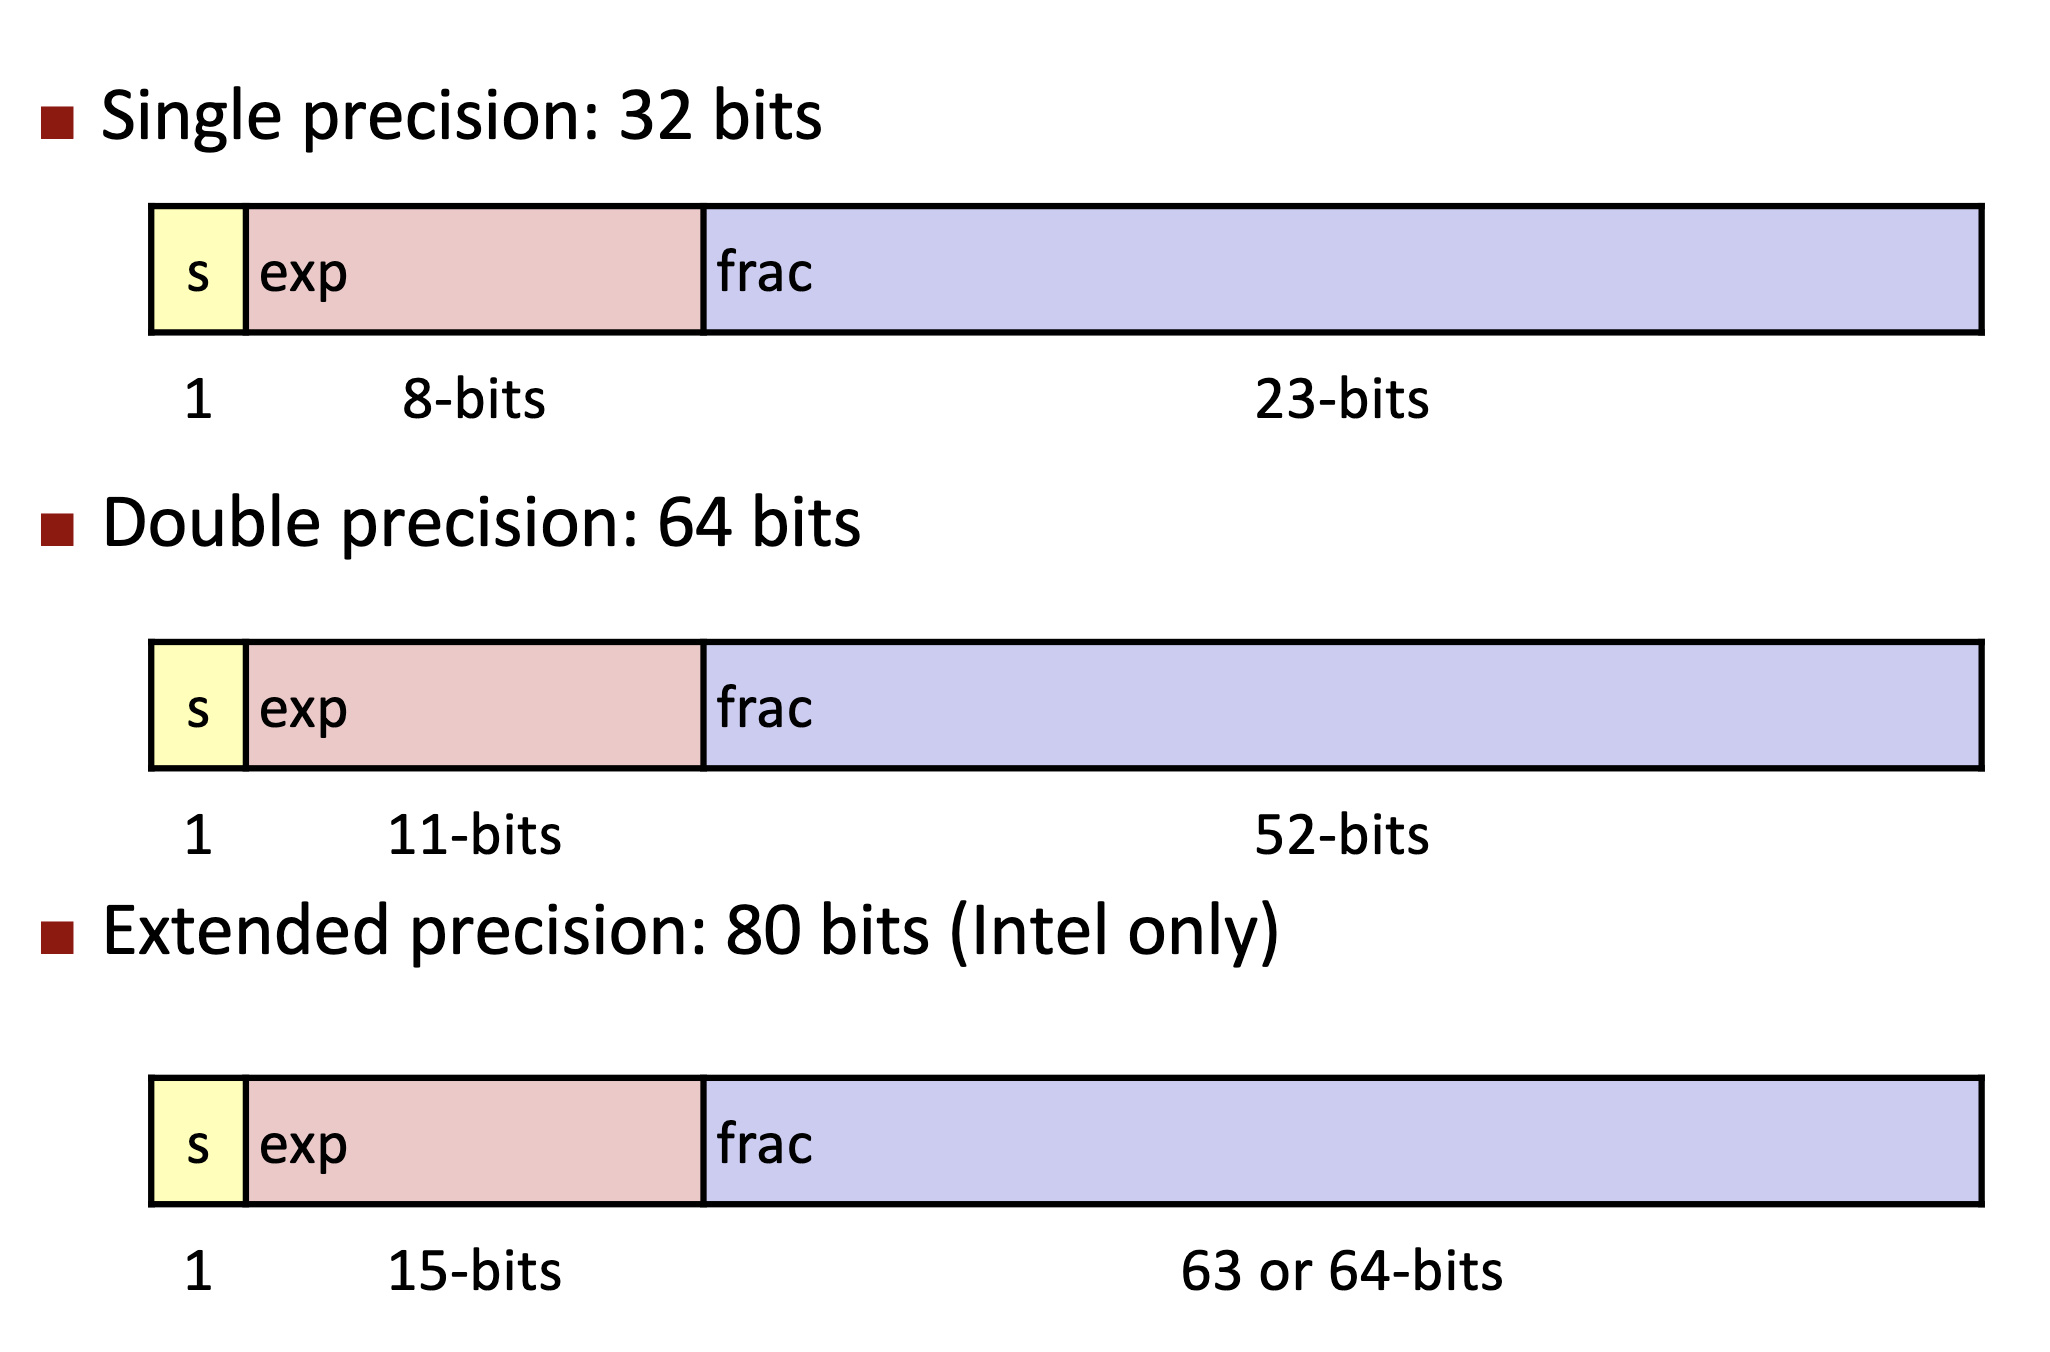 Single precision: 32 bits
s exp frac
1 8-bits 23-bits
Double precision: 64 bits
s exp frac
1 11-bits 52-bits
Extended precision: 80 bits (Intel only)
s exp frac
1 15-bits 63 or 64-bits